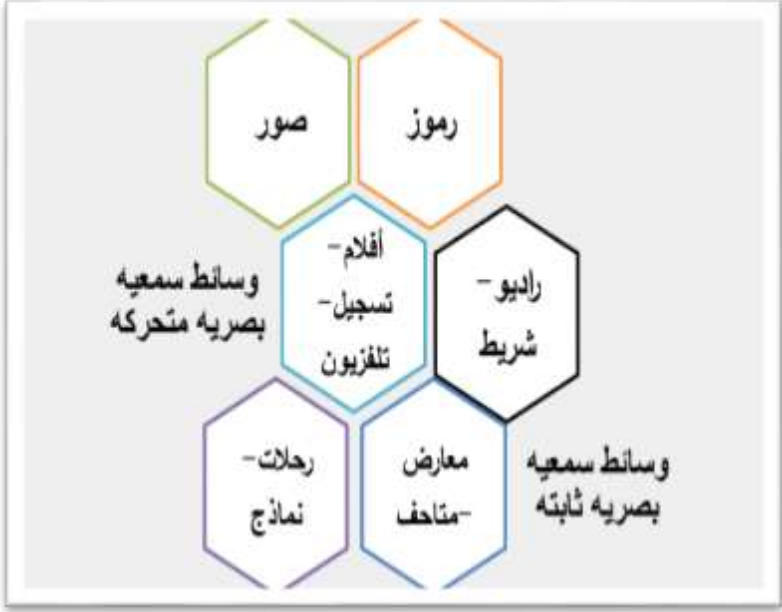 رموز
صور
أفلام-
تسجيل-
تلفزيون
وسائط سمعيه
بصريه متحركه
راديو-
شريط
معارض
-متاحف
رحلات-
نماذج
وسائط سمعيه
بصريه ثابته